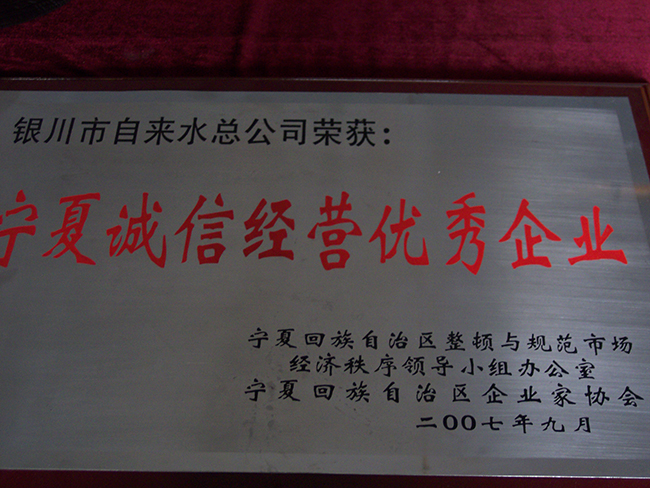 银川市自来水总公司荣获：
宁夏诚信经营优秀企业
宁夏回族自治区整顿与规范市场
经济秩序领导小组办公室
宁夏回族自治区企业家协会
二00七年九月